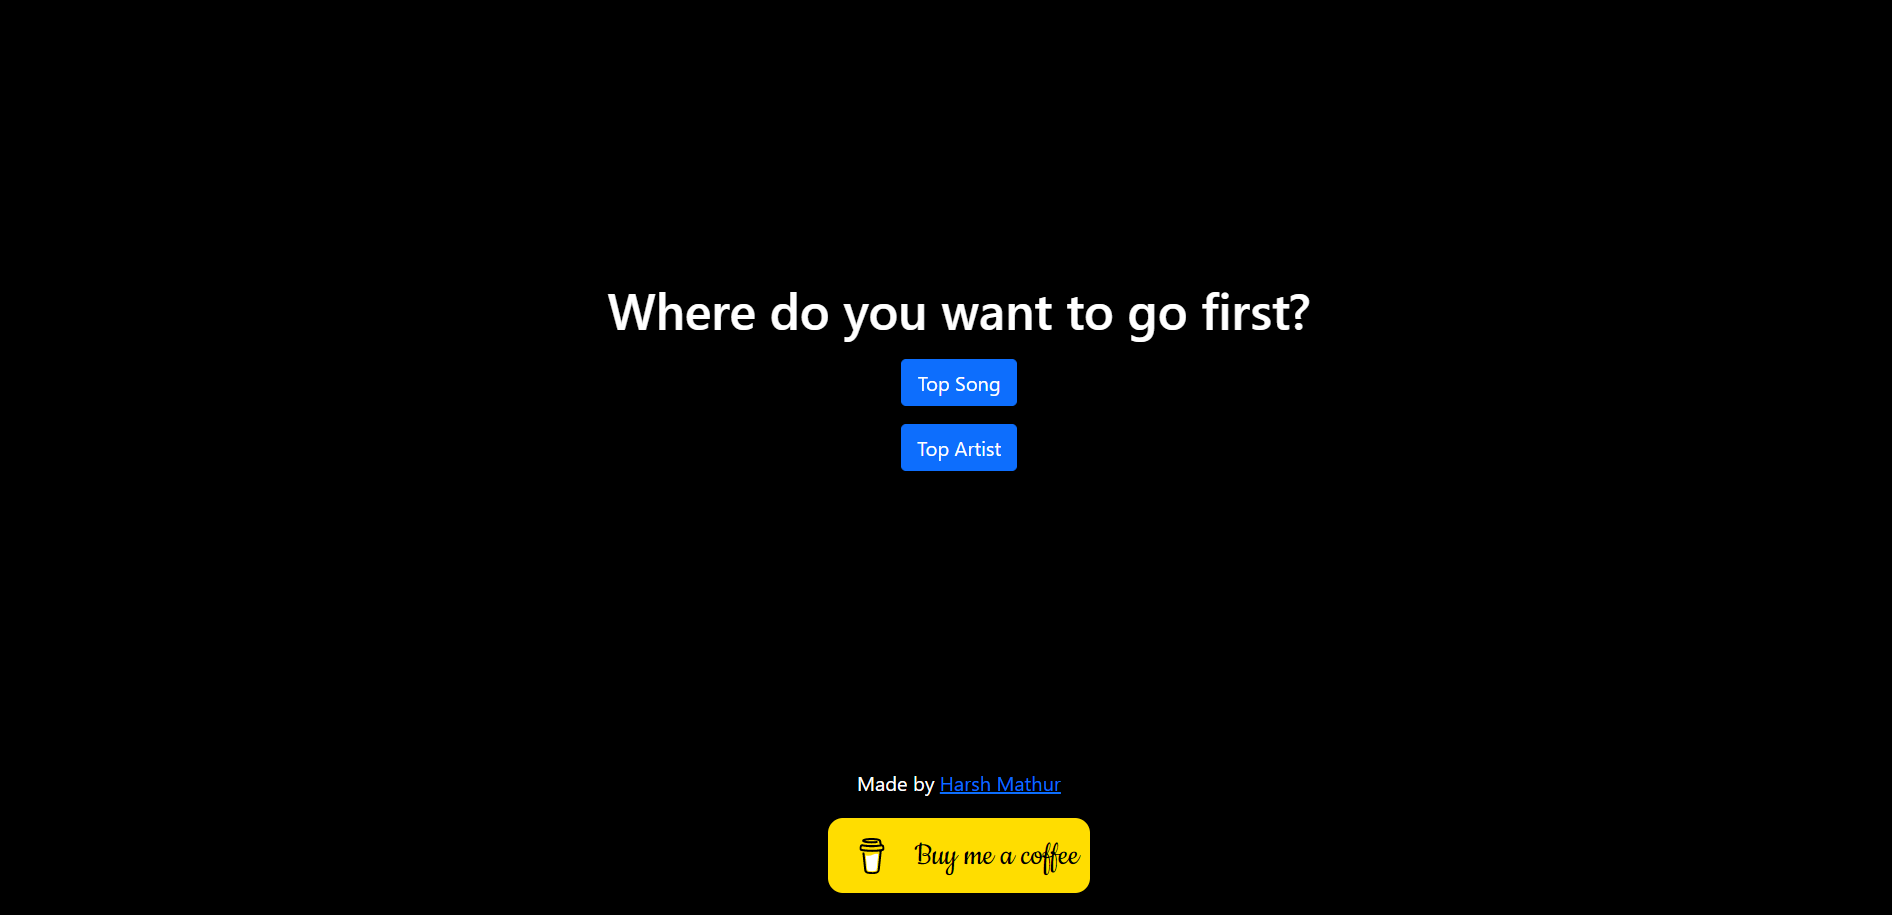 Where do you want to go first?
Top Song
Top Artist
Made by Harsh Mathur
Buy me a coffee